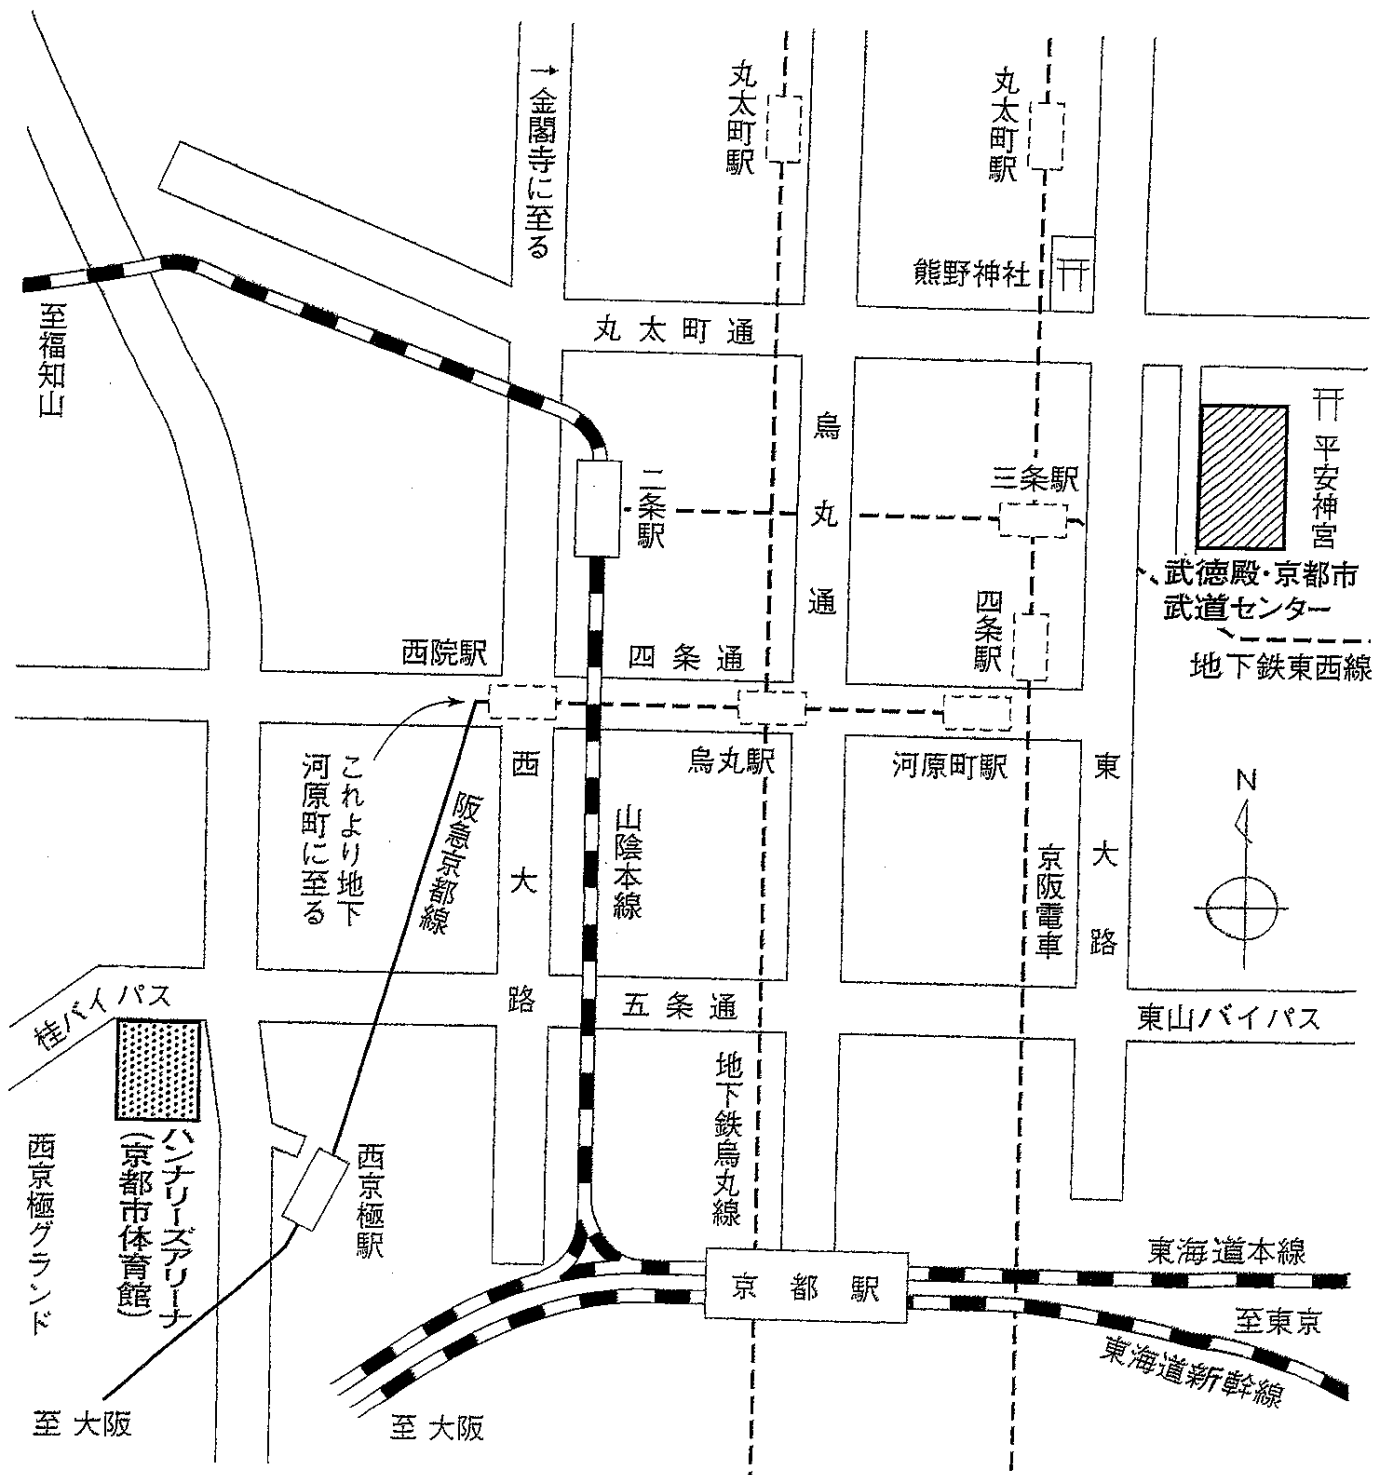 →金閣寺に至る
丸太町駅
丸太町駅
熊野神社
至福知山
丸太町通
烏丸通
二条駅
三条駅
平安神宮
武徳殿・京都市
武道センター
四条駅
西院駅
四条通
地下鉄東西線
烏丸駅
河原町駅
これより地下
河原町に至る
阪急京都線
西大路
山陰本線
京阪電車
東大路
N
桂バイパス
五条通
東山バイパス
地下鉄烏丸線
西京極グランド
ハンナリーズアリーナ
(京都市体育館)
西京極駅
京都駅
東海道本線
至東京
東海道新幹線
至大阪
至大阪